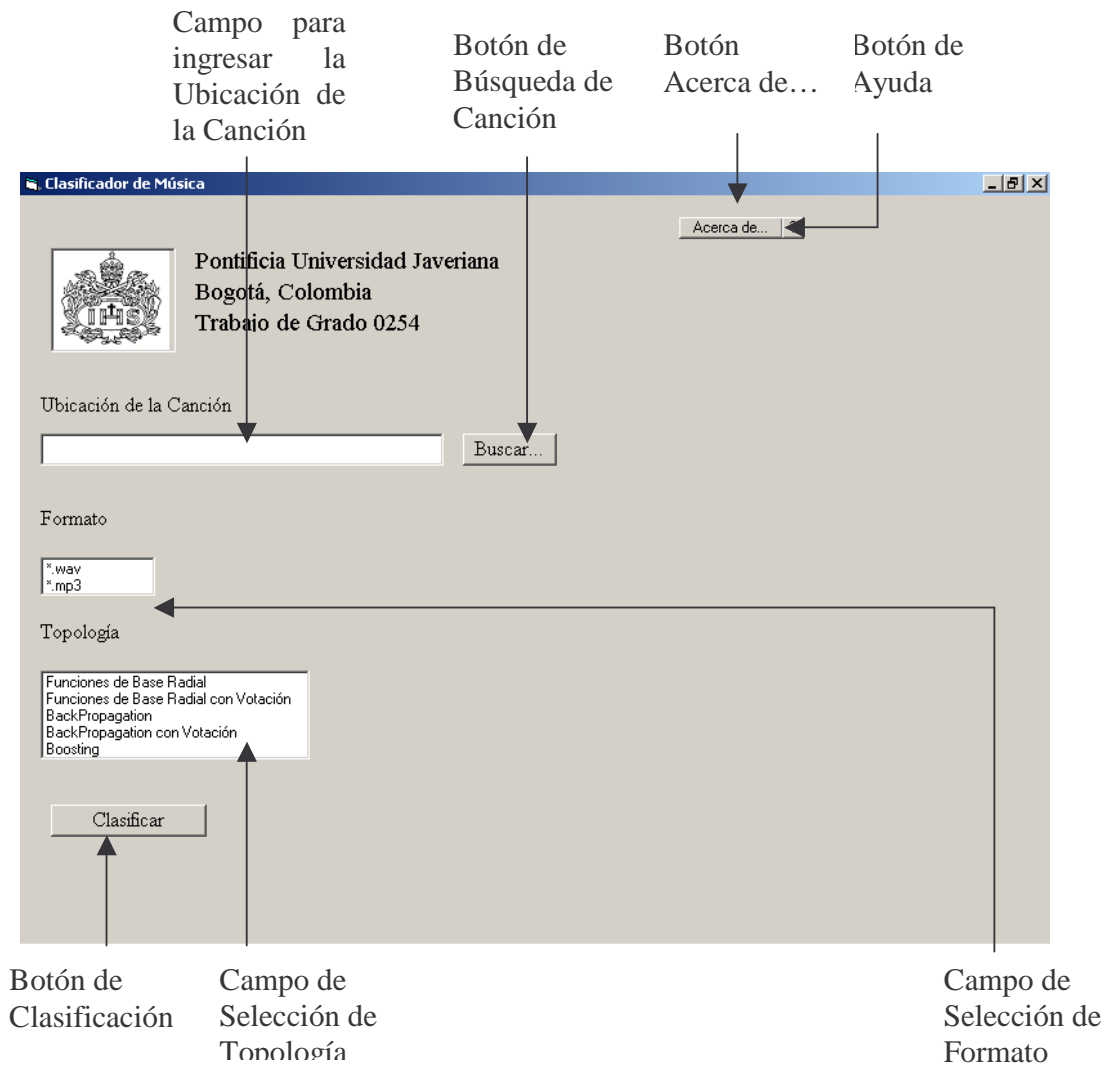 Campo para
ingresar la
Ubicación de
la Canción
Botón de
Búsqueda de
Canción
Botón
Acerca de…
Botón de
Ayuda
Clasificador de Música
Acerca de...
Pontificia Universidad Javeriana
Bogotá, Colombia
Trabajo de Grado 0254
IHS
Ubicación de la Canción
Buscar...
Formato
*.wav
*.mp3
Topología
Funciones de Base Radial
Funciones de Base Radial con Votación
BackPropagation
BackPropagation con Votación
Boosting
Clasificar
Botón de
Clasificación
Campo de
Selección de
Topología
Campo de
Selección de
Formato